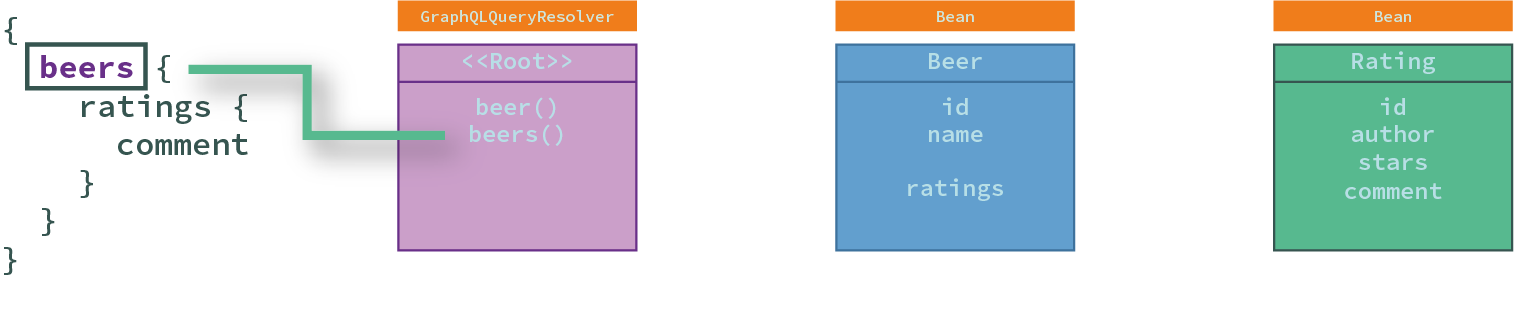 {
beers {
ratings {
comment
}
}
}
GraphQLQueryResolver
<<Root>>
beer()
beers()
Bean
Beer
id
name
ratings
Bean
Rating
id
author
stars
comment